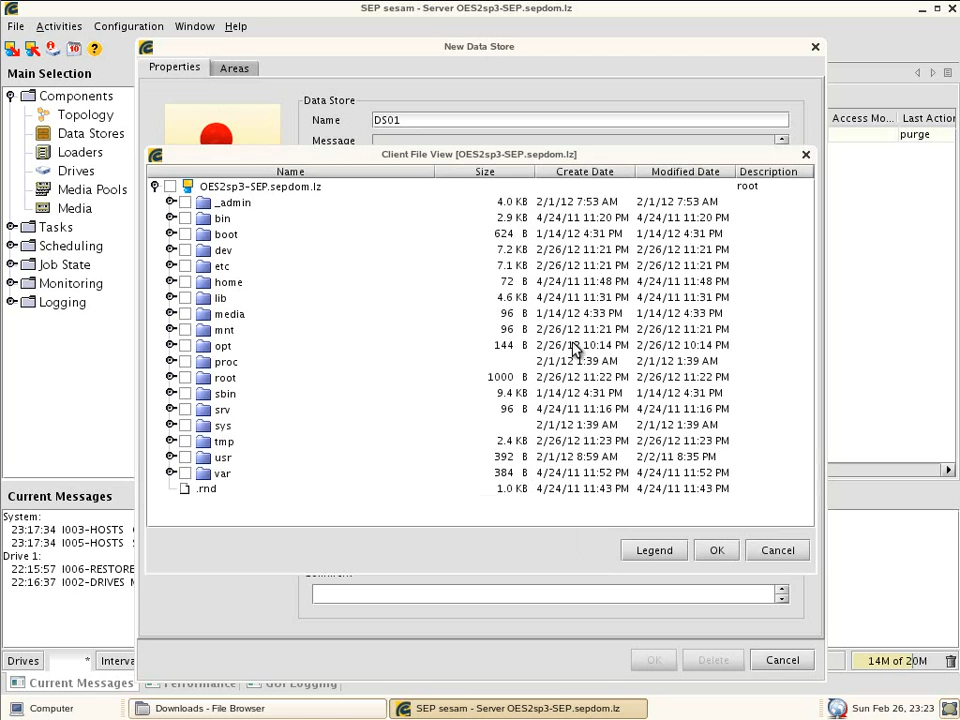 SEP sesam - Server OES2sp3-SEP.sepdom.lz
File Activities Configuration Window Help
Main Selection
Components
Topology
Data Stores
Loaders
Drives
Media Pools
Media
Tasks
Scheduling
Job State
Monitoring
Logging
New Data Store
Properties Areas
Data Store
Name DS01
Message
Access Mo... Last Action
purge
Client File View [OES2sp3-SEP.sepdom.lz]
Name Size Create Date Modified Date Description
OES2sp3-SEP.sepdom.lz root
_admin 4.0 KB 2/1/12 7:53 AM 2/1/12 7:53 AM
bin 2.9 KB 4/24/11 11:20 PM 4/24/11 11:20 PM
boot 624 B 1/14/12 4:31 PM 1/14/12 4:31 PM
dev 7.2 KB 2/26/12 11:21 PM 2/26/12 11:21 PM
etc 7.1 KB 2/26/12 11:21 PM 2/26/12 11:21 PM
home 72 B 4/24/11 11:48 PM 4/24/11 11:48 PM
lib 4.6 KB 4/24/11 11:31 PM 4/24/11 11:31 PM
media 96 B 1/14/12 4:33 PM 1/14/12 4:33 PM
mnt 96 B 2/26/12 11:21 PM 2/26/12 11:21 PM
opt 144 B 2/26/12 10:14 PM 2/26/12 10:14 PM
proc 2/1/12 1:39 AM 2/1/12 1:39 AM
root 1000 B 2/26/12 11:22 PM 2/26/12 11:22 PM
sbin 9.4 KB 1/14/12 4:31 PM 1/14/12 4:31 PM
srv 96 B 4/24/11 11:16 PM 4/24/11 11:16 PM
sys 2/1/12 1:39 AM 2/1/12 1:39 AM
tmp 2.4 KB 2/26/12 11:23 PM 2/26/12 11:23 PM
usr 392 B 2/1/12 8:59 AM 2/2/11 8:35 PM
var 384 B 4/24/11 11:52 PM 4/24/11 11:52 PM
.rnd 1.0 KB 4/24/11 11:43 PM 4/24/11 11:43 PM
Legend OK Cancel
Comment
OK Delete Cancel
Current Messages
System:
23:17:34 I003-HOSTS
23:17:34 I005-HOSTS
Drive 1:
22:15:57 I006-RESTORE
22:16:37 I002-DRIVES
Drives * Interva
14M of 20M
Current Messages Performance GUI Logging
Computer Downloads - File Browser SEP sesam - Server OES2sp3-SEP.sepdom.lz Sun Feb 26, 23:23